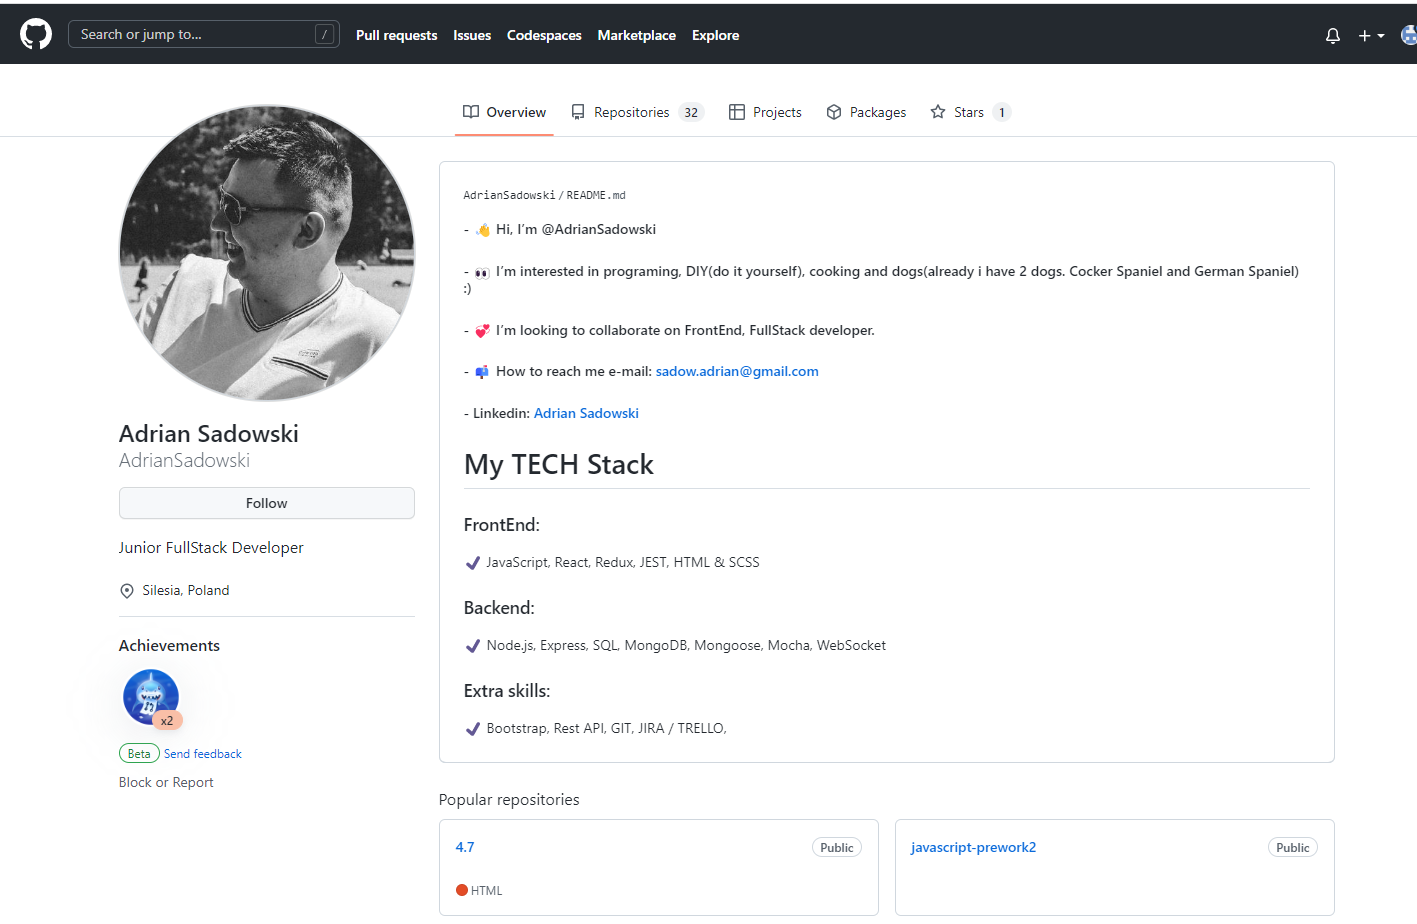 Search or jump to...
/
Pull requests
Issues
Codespaces
Marketplace
Explore
Overview
Repositories 32
Projects
Packages
Stars 1
Adrian Sadowski
AdrianSadowski
Follow
Junior FullStack Developer
Silesia, Poland
Achievements
x2
Beta Send feedback
Block or Report
AdrianSadowski/README.md
- 👋 Hi, I’m @AdrianSadowski
- 👀 I’m interested in programing, DIY(do it yourself), cooking and dogs(already i have 2 dogs. Cocker Spaniel and German Spaniel)
:)
- 💞 I’m looking to collaborate on FrontEnd, FullStack developer.
- 📫 How to reach me e-mail: sadow.adrian@gmail.com
- Linkedin: Adrian Sadowski
My TECH Stack
FrontEnd:
✔ JavaScript, React, Redux, JEST, HTML & SCSS
Backend:
✔ Node.js, Express, SQL, MongoDB, Mongoose, Mocha, WebSocket
Extra skills:
✔ Bootstrap, Rest API, GIT, JIRA / TRELLO,
Popular repositories
4.7
Public
HTML
javascript-prework2
Public